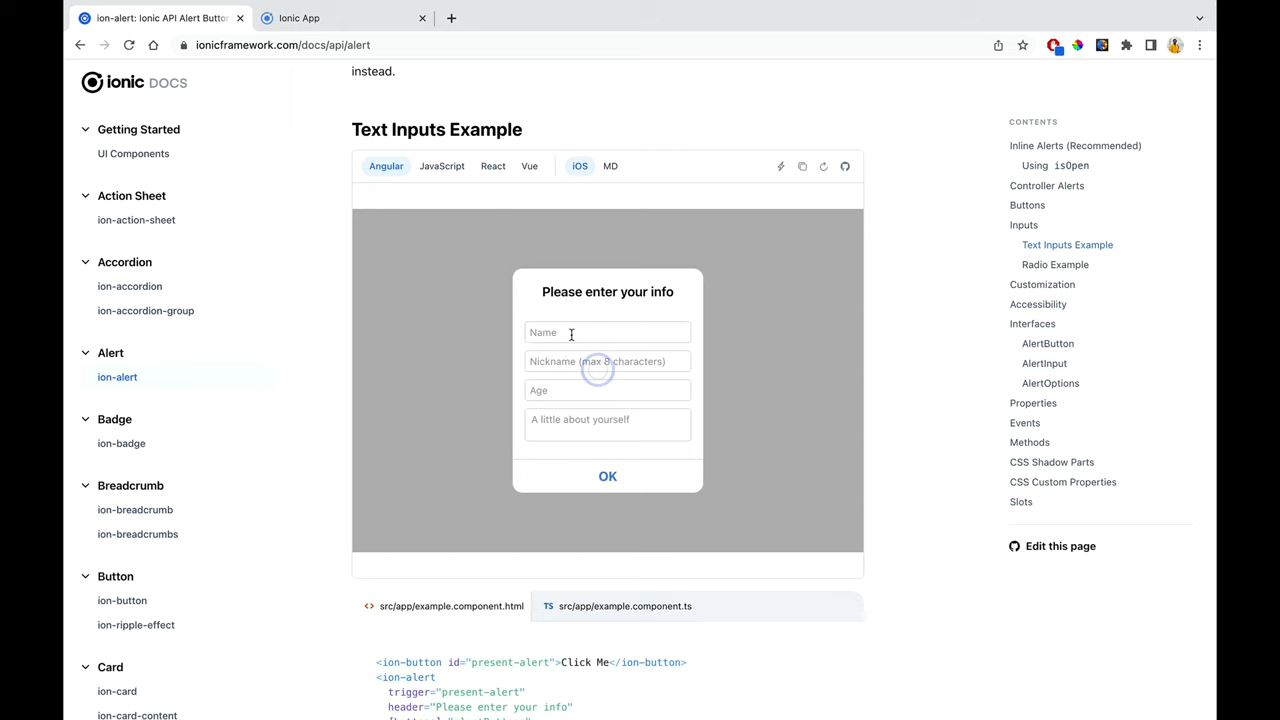 ion-alert: Ionic API Alert Button
Ionic App
ionicframework.com/docs/api/alert
ionic DOCS
Getting Started
UI Components
Action Sheet
ion-action-sheet
Accordion
ion-accordion
ion-accordion-group
Alert
ion-alert
Badge
ion-badge
Breadcrumb
ion-breadcrumb
ion-breadcrumbs
Button
ion-button
ion-ripple-effect
Card
ion-card
ion-card-content
instead.
Text Inputs Example
Angular JavaScript React Vue iOS MD
Please enter your info
Name
Nickname (max 8 characters)
Age
A little about yourself
OK
<> src/app/example.component.html
TS src/app/example.component.ts
<ion-button id="present-alert">Click Me</ion-button>
<ion-alert
trigger="present-alert"
header="Please enter your info"
CONTENTS
Inline Alerts (Recommended)
Using isOpen
Controller Alerts
Buttons
Inputs
Text Inputs Example
Radio Example
Customization
Accessibility
Interfaces
AlertButton
AlertInput
AlertOptions
Properties
Events
Methods
CSS Shadow Parts
CSS Custom Properties
Slots
Edit this page